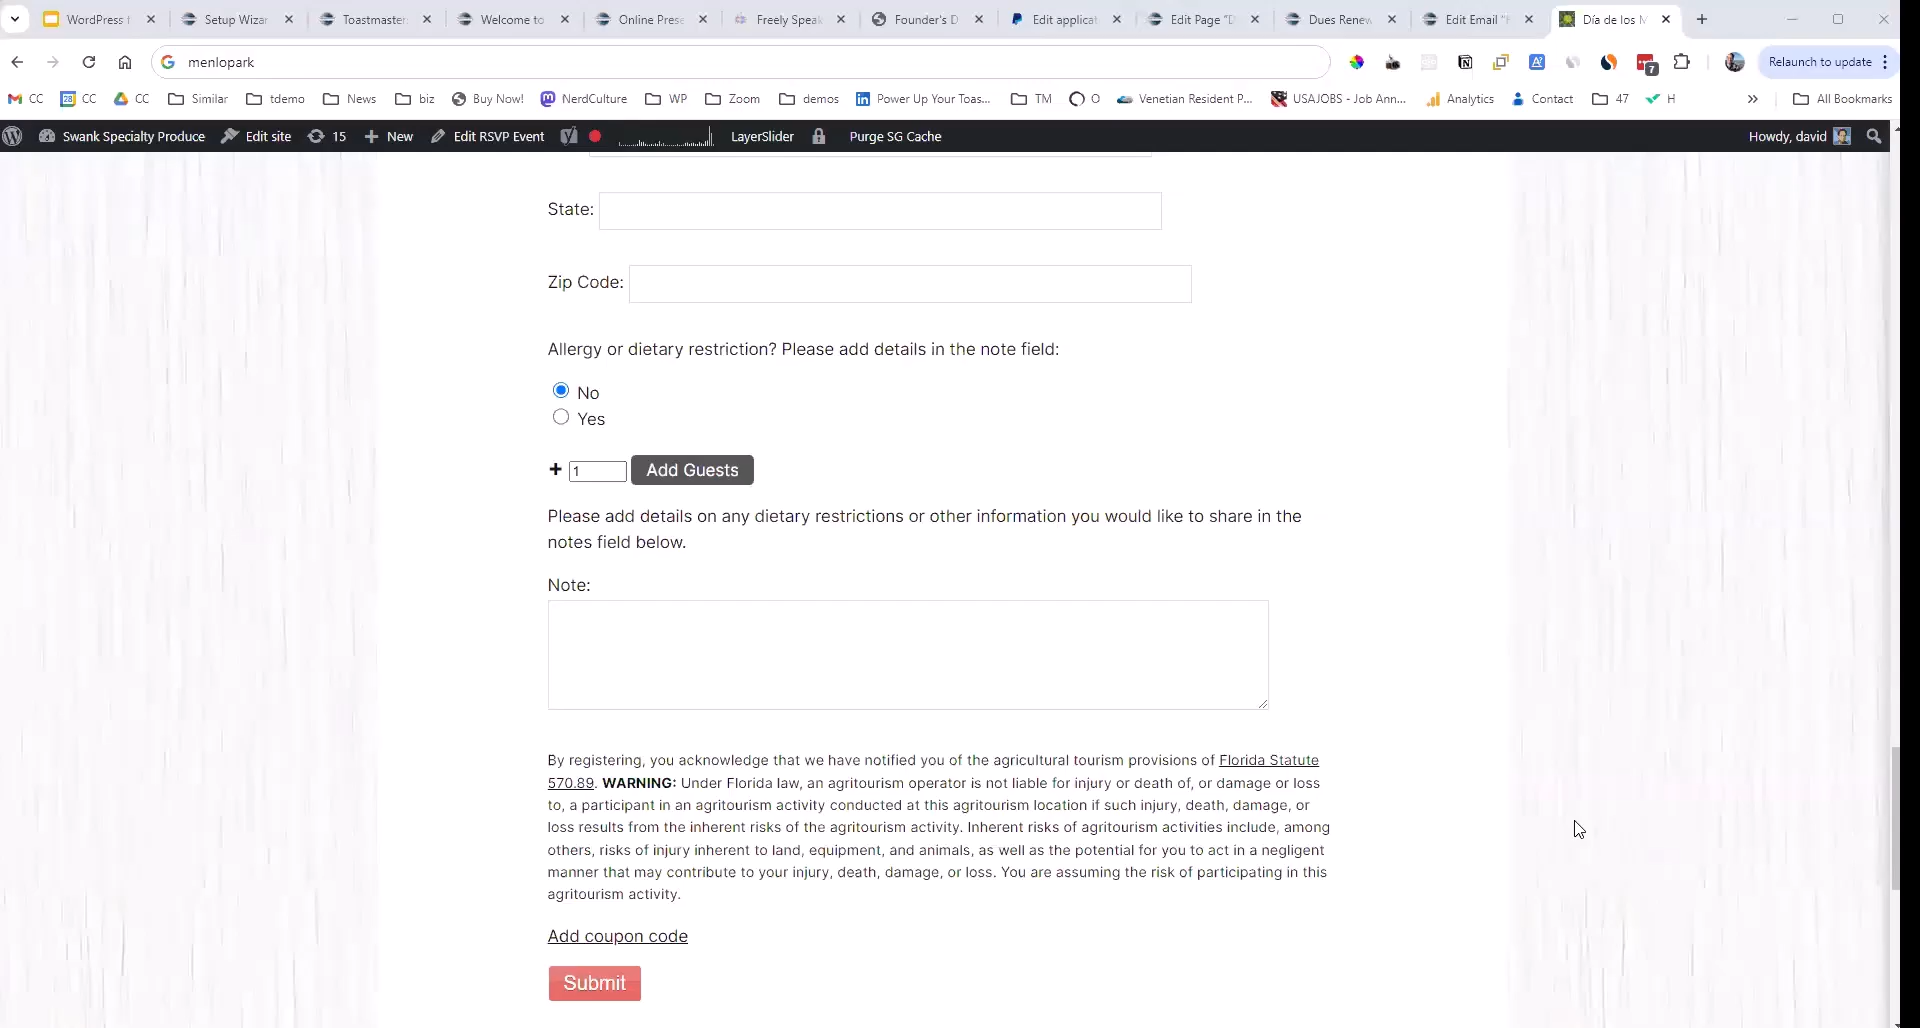 WordPress
Setup Wizar
Toastmaster
Welcome to
Online Prese
Freely Speak
Founder's D
Edit applicat
Edit Page "D
Dues Renew
Edit Email "
Día de los M
menlopark
7
Relaunch to update
CC
28 CC
CC
Similar
tdemo
News
biz
Buy Now!
NerdCulture
WP
Zoom
demos
Power Up Your Toas...
TM
O
Venetian Resident P...
USAJOBS - Job Ann...
Analytics
Contact
47
H
All Bookmarks
Swank Specialty Produce
Edit site
15
New
Edit RSVP Event
LayerSlider
Purge SG Cache
Howdy, david
State:
Zip Code:
Allergy or dietary restriction? Please add details in the note field:
No
Yes
+ 1 Add Guests
Please add details on any dietary restrictions or other information you would like to share in the
notes field below.
Note:
By registering, you acknowledge that we have notified you of the agricultural tourism provisions of Florida Statute
570.89. WARNING: Under Florida law, an agritourism operator is not liable for injury or death of, or damage or loss
to, a participant in an agritourism activity conducted at this agritourism location if such injury, death, damage, or
loss results from the inherent risks of the agritourism activity. Inherent risks of agritourism activities include, among
others, risks of injury inherent to land, equipment, and animals, as well as the potential for you to act in a negligent
manner that may contribute to your injury, death, damage, or loss. You are assuming the risk of participating in this
agritourism activity.
Add coupon code
Submit